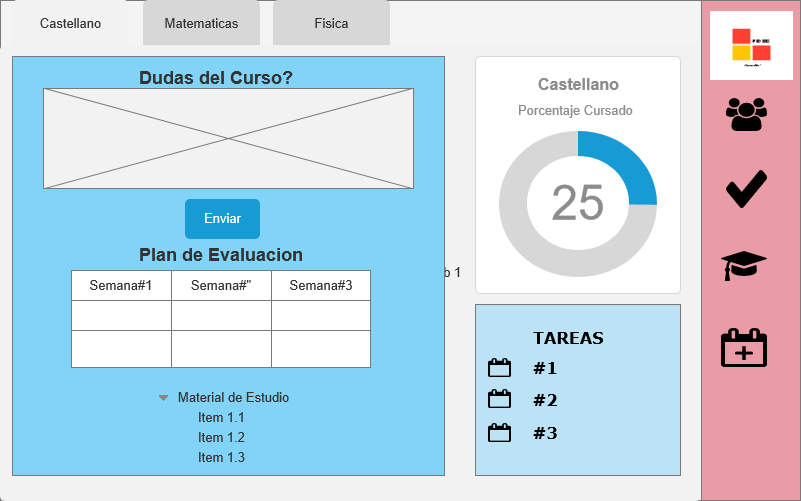 Castellano
Matematicas
Fisica
Dudas del Curso?
Enviar
Plan de Evaluacion
Semana#1 Semana#" Semana#3
Material de Estudio
Item 1.1
Item 1.2
Item 1.3
b 1
Castellano
Porcentaje Cursado
25
TAREAS
#1
#2
#3